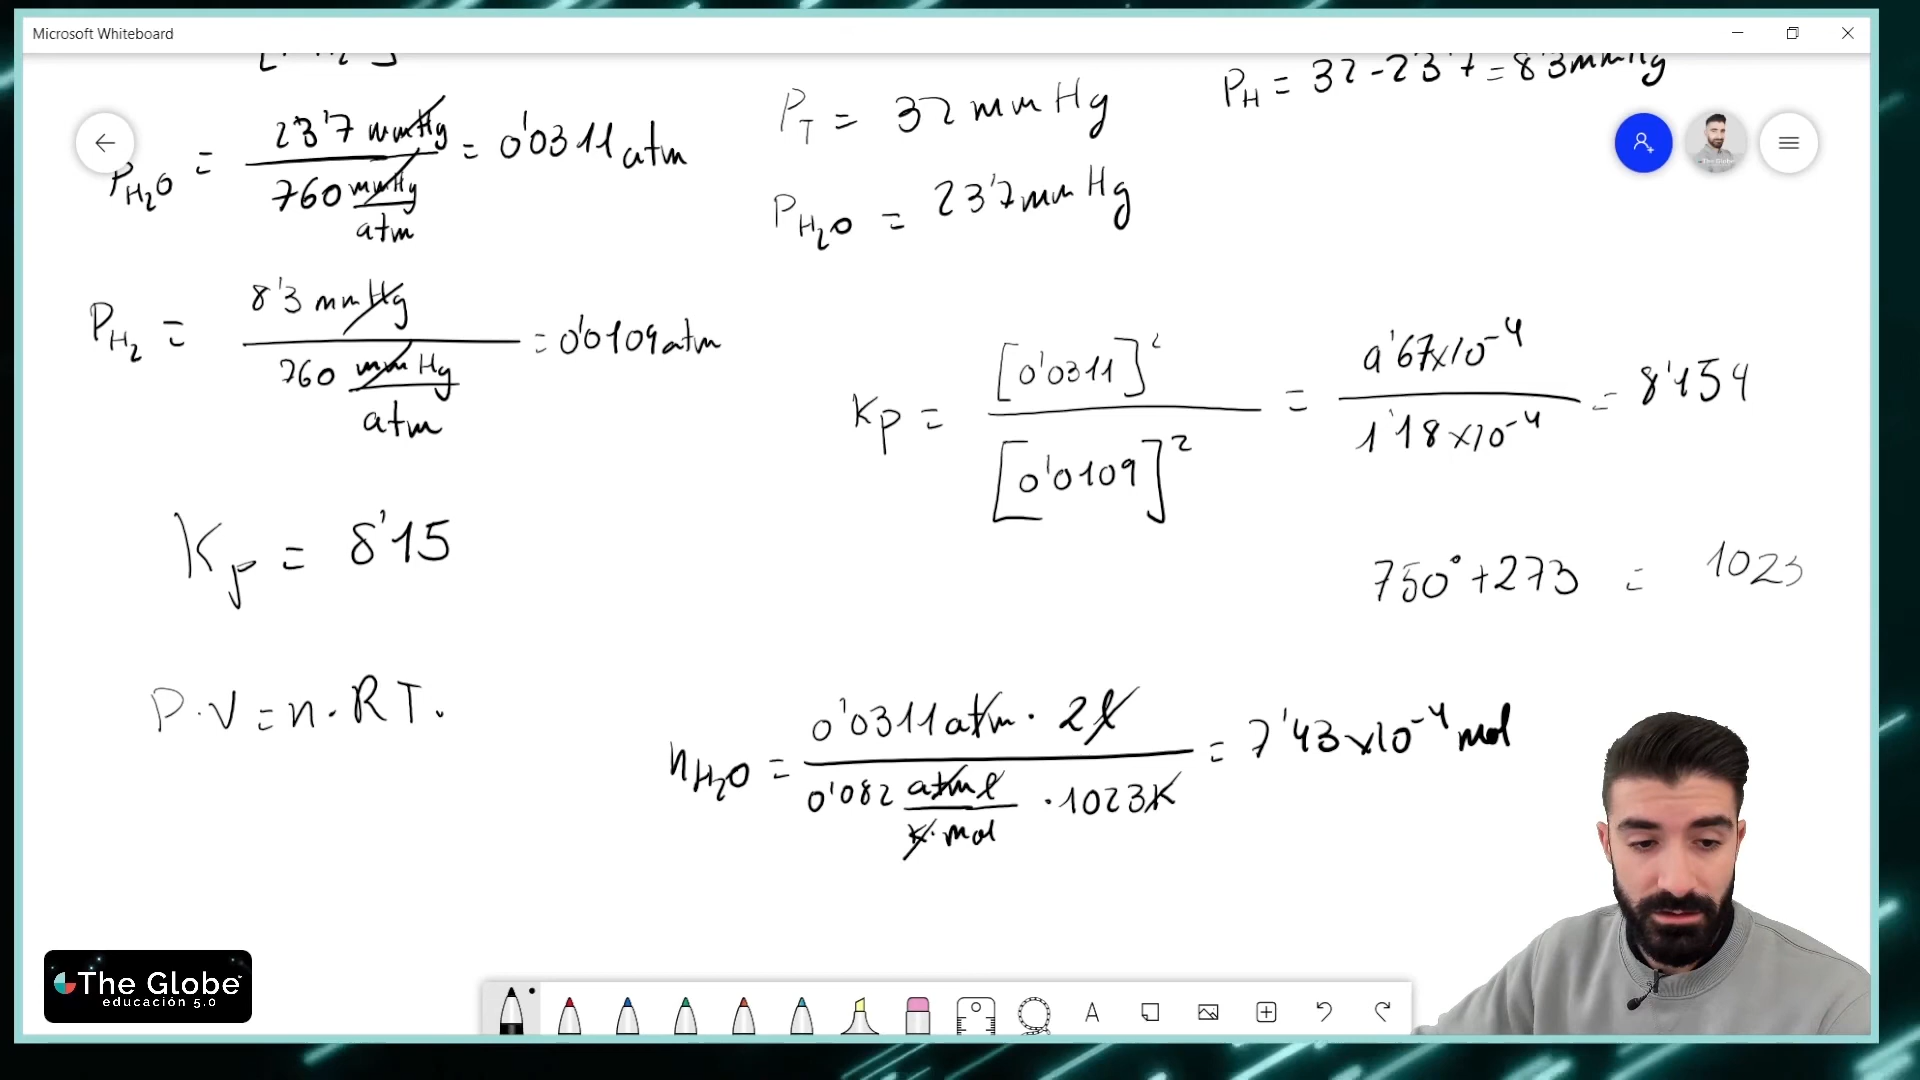 Microsoft Whiteboard
P_T = 32 mmHg
P_H = 32 - 23'7 = 8'3 mmHg
P_H₂O = 23'7 mmHg / 760 mmHg/atm = 0'0311 atm
P_H₂O = 23'7 mmHg
P_H₂ = 8'3 mmHg / 760 mmHg/atm = 0'0109 atm
Kp = [0'0311]² / [0'0109]² = 9'67x10⁻⁴ / 1'18x10⁻⁴ = 8'154
Kp = 8'15
750° + 273 = 1023
P.V = n.RT.
n_H₂O = 0'0311 atm · 2 l / 0'082 atm l / K·mol · 1023 K = 7'43x10⁻⁴ mol
The Globe
educación 5.0